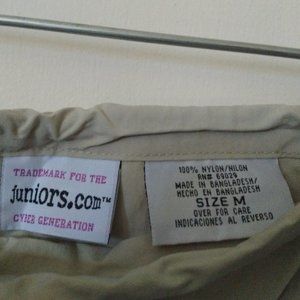 TRADEMARK FOR THE
juniors.com™
CYBER GENERATION
100% NYLON/NILON
RN# 69026
MADE IN BANGLADESH/
HECHO EN BANGLADESH
SIZE M
OVER FOR CARE
INDICACIONES AL REVERSO